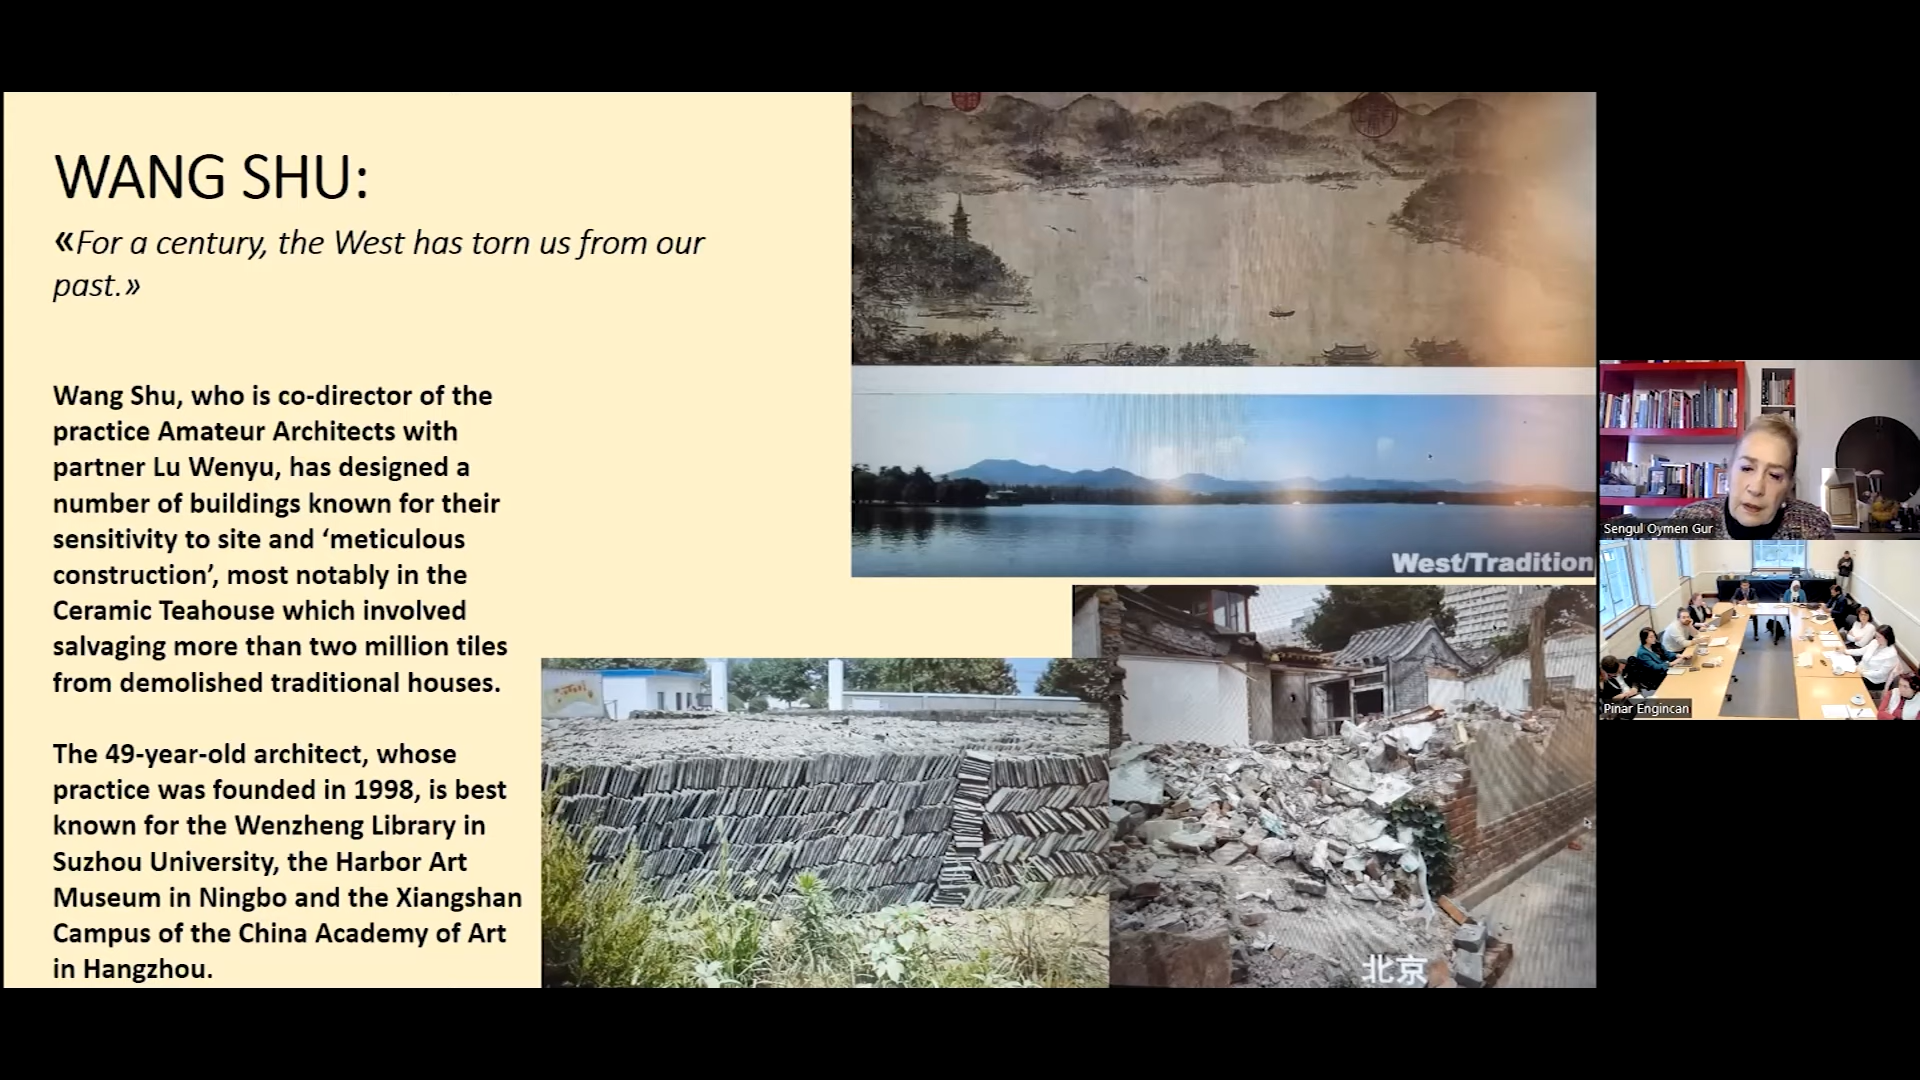 WANG SHU:
«For a century, the West has torn us from our
past.»
Wang Shu, who is co-director of the
practice Amateur Architects with
partner Lu Wenyu, has designed a
number of buildings known for their
sensitivity to site and ‘meticulous
construction’, most notably in the
Ceramic Teahouse which involved
salvaging more than two million tiles
from demolished traditional houses.
The 49-year-old architect, whose
practice was founded in 1998, is best
known for the Wenzheng Library in
Suzhou University, the Harbor Art
Museum in Ningbo and the Xiangshan
Campus of the China Academy of Art
in Hangzhou.
West/Tradition
北京
Sengul Oymen Gur
Pinar Engincan